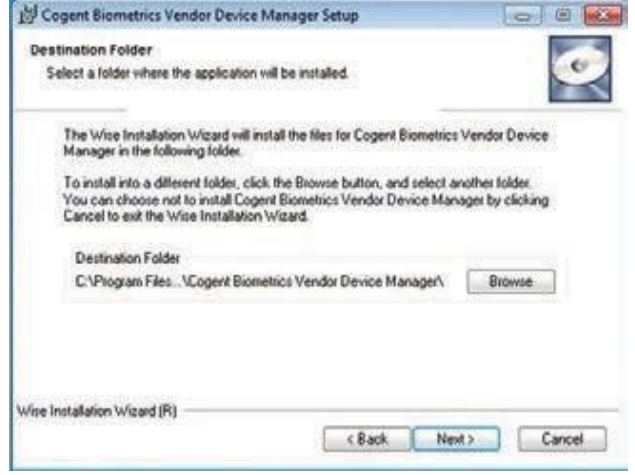 Cogent Biometrics Vendor Device Manager Setup
Destination Folder
Select a folder where the application will be installed.
The Wise Installation Wizard will install the files for Cogent Biometrics Vendor Device
Manager in the following folder.
To install into a different folder, click the Browse button, and select another folder.
You can choose not to install Cogent Biometrics Vendor Device Manager by clicking
Cancel to exit the Wise Installation Wizard.
Destination Folder
C:\Program Files...\Cogent Biometrics Vendor Device Manager\ Browse
Wise Installation Wizard (R)
< Back Next > Cancel